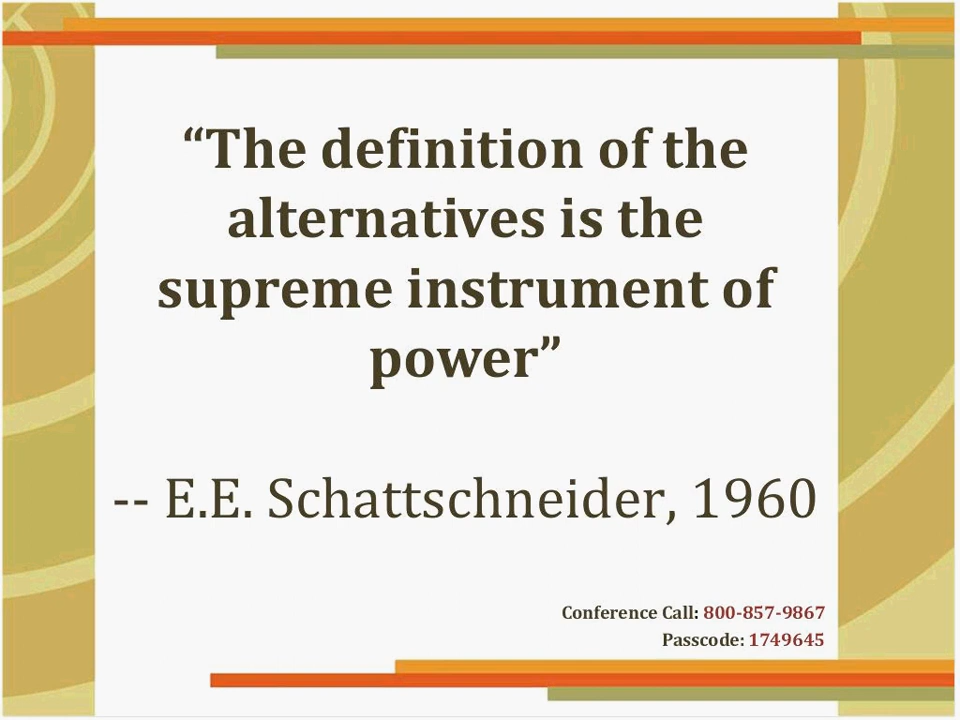 “The definition of the
alternatives is the
supreme instrument of
power”
-- E.E. Schattschneider, 1960
Conference Call: 800-857-9867
Passcode: 1749645